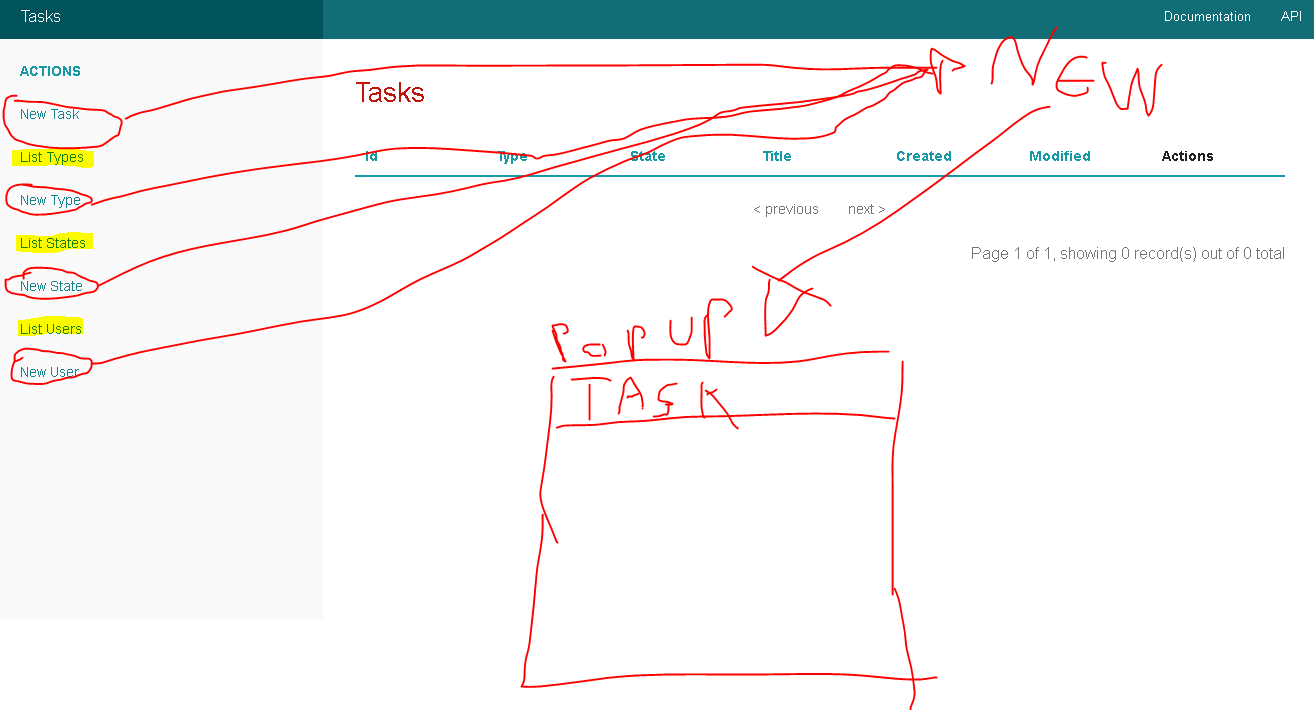 Tasks
Documentation API
ACTIONS
New Task
List Types
New Type
List States
New State
List Users
New User
NEW
Tasks
Id Type State Title Created Modified Actions
< previous next >
Page 1 of 1, showing 0 record(s) out of 0 total
POP UP
TASK